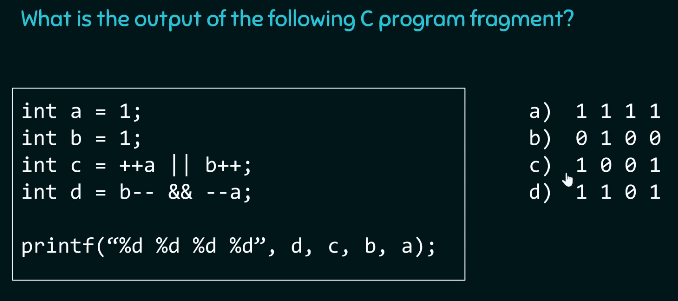 What is the output of the following C program fragment?
int a = 1;
int b = 1;
int c = ++a || b++;
int d = b-- && --a;
printf(“%d %d %d %d”, d, c, b, a);
a) 1 1 1 1
b) 0 1 0 0
c) 1 0 0 1
d) 1 1 0 1